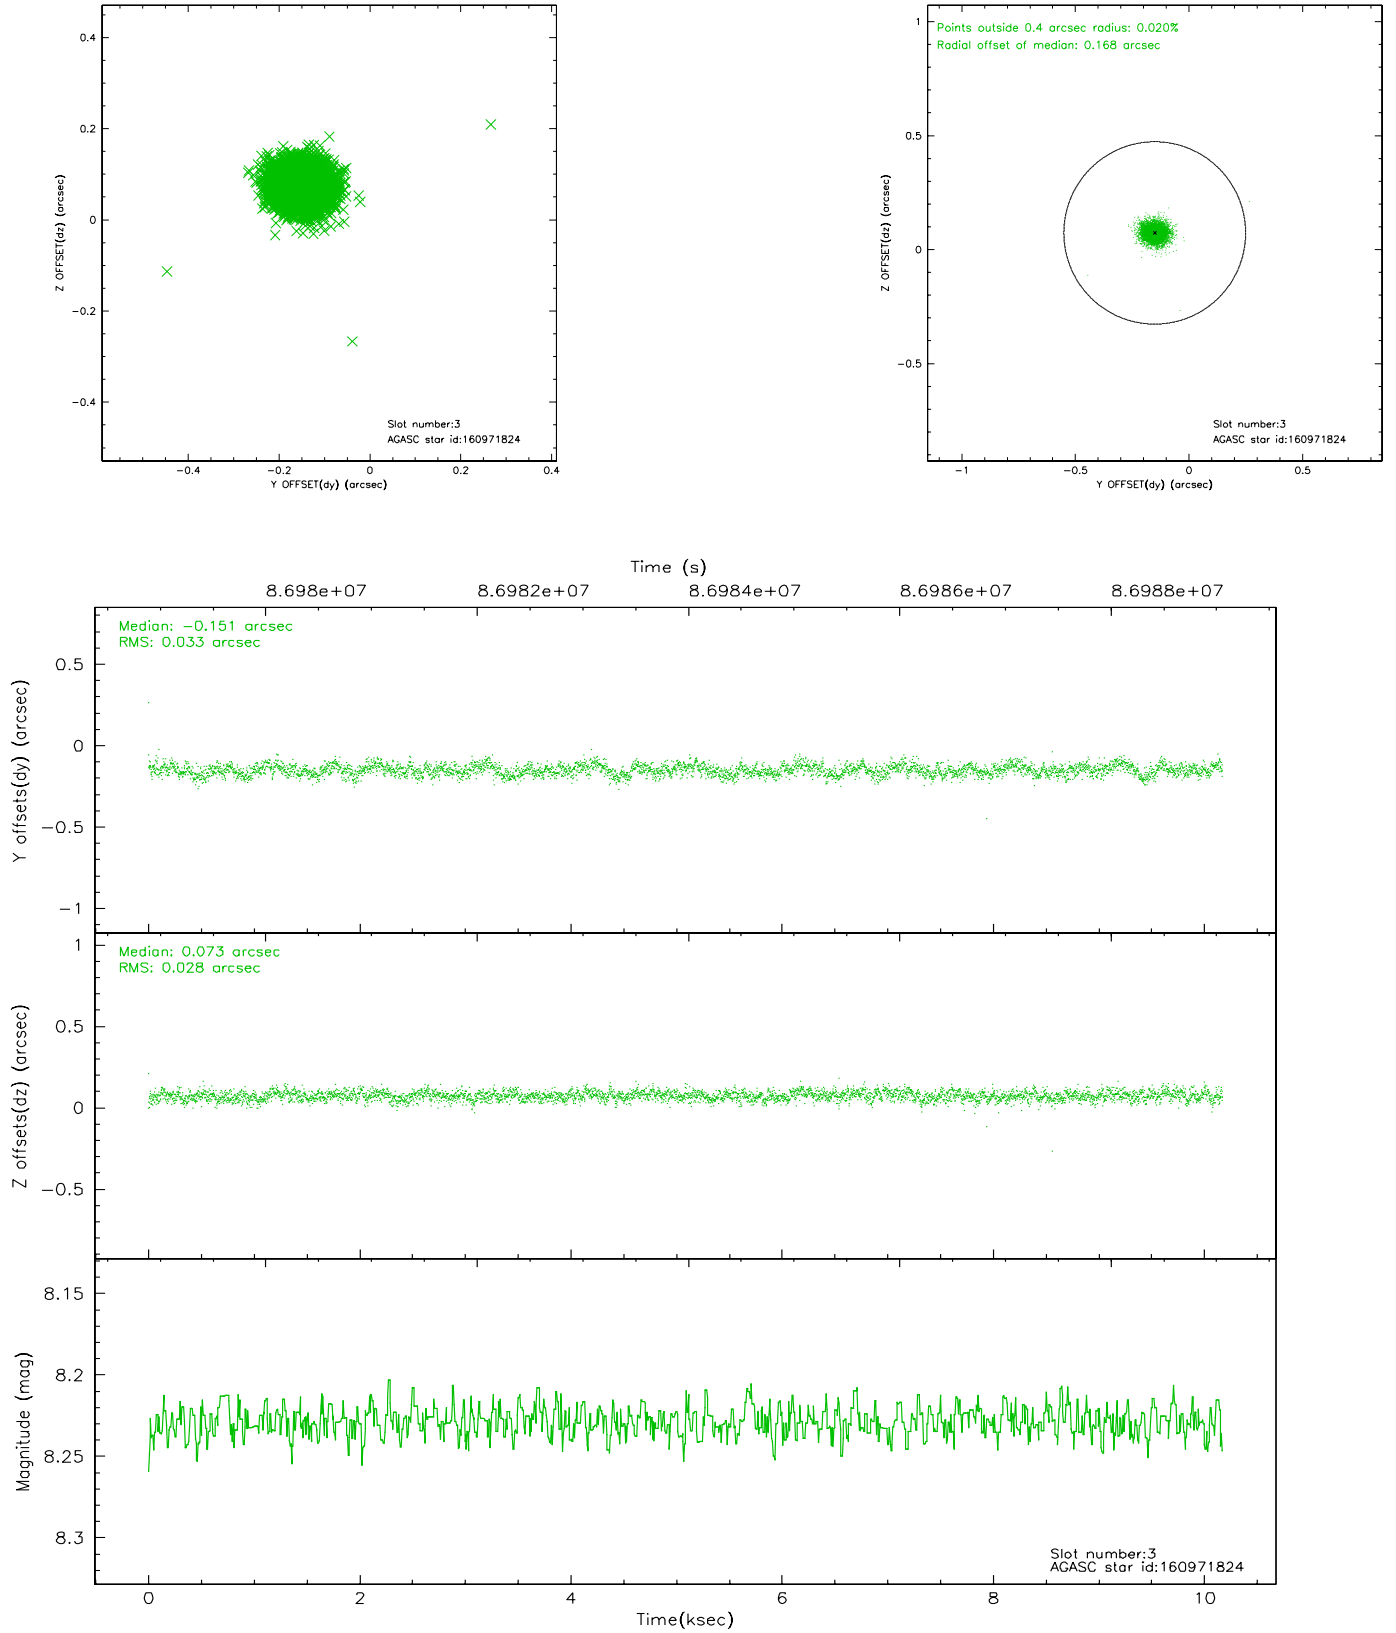 0.4
0.2
0
-0.2
-0.4
Z OFFSET(dz) (arcsec)
-0.4 -0.2 0 0.2 0.4
Y OFFSET(dy) (arcsec)
Slot number:3
AGASC star id:160971824
Points outside 0.4 arcsec radius: 0.020%
Radial offset of median: 0.168 arcsec
1
0.5
0
-0.5
Z OFFSET(dz) (arcsec)
Slot number:3
AGASC star id:160971824
-1 -0.5 0 0.5
Y OFFSET(dy) (arcsec)
Time (s)
8.698e+07 8.6982e+07 8.6984e+07 8.6986e+07 8.6988e+07
Median: -0.151 arcsec
RMS: 0.033 arcsec
0.5
0
-0.5
-1
Y offsets(dy) (arcsec)
Median: 0.073 arcsec
RMS: 0.028 arcsec
1
0.5
0
-0.5
Z offsets(dz) (arcsec)
8.15
8.2
8.25
8.3
Magnitude (mag)
Slot number:3
AGASC star id:160971824
0 2 4 6 8 10
Time(ksec)